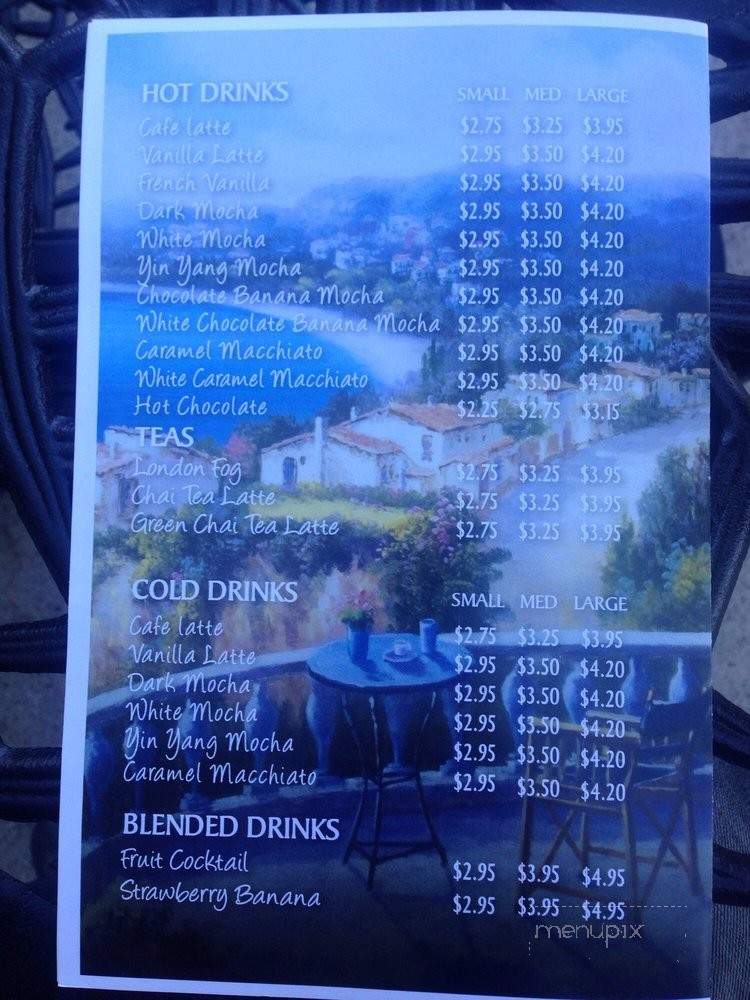 HOT DRINKS SMALL MED LARGE
Cafe latte $2.75 $3.25 $3.95
Vanilla Latte $2.95 $3.50 $4.20
French Vanilla $2.95 $3.50 $4.20
Dark Mocha $2.95 $3.50 $4.20
White Mocha $2.95 $3.50 $4.20
Yin Yang Mocha $2.95 $3.50 $4.20
Chocolate Banana Mocha $2.95 $3.50 $4.20
White Chocolate Banana Mocha $2.95 $3.50 $4.20
Caramel Macchiato $2.95 $3.50 $4.20
White Caramel Macchiato $2.95 $3.50 $4.20
Hot Chocolate $2.25 $2.75 $3.15
TEAS
London Fog $2.75 $3.25 $3.95
Chai Tea Latte $2.75 $3.25 $3.95
Green Chai Tea Latte $2.75 $3.25 $3.95
COLD DRINKS SMALL MED LARGE
Cafe latte $2.75 $3.25 $3.95
Vanilla Latte $2.95 $3.50 $4.20
Dark Mocha $2.95 $3.50 $4.20
White Mocha $2.95 $3.50 $4.20
Yin Yang Mocha $2.95 $3.50 $4.20
Caramel Macchiato $2.95 $3.50 $4.20
BLENDED DRINKS
Fruit Cocktail $2.95 $3.95 $4.95
Strawberry Banana $2.95 $3.95 $4.95
menupix